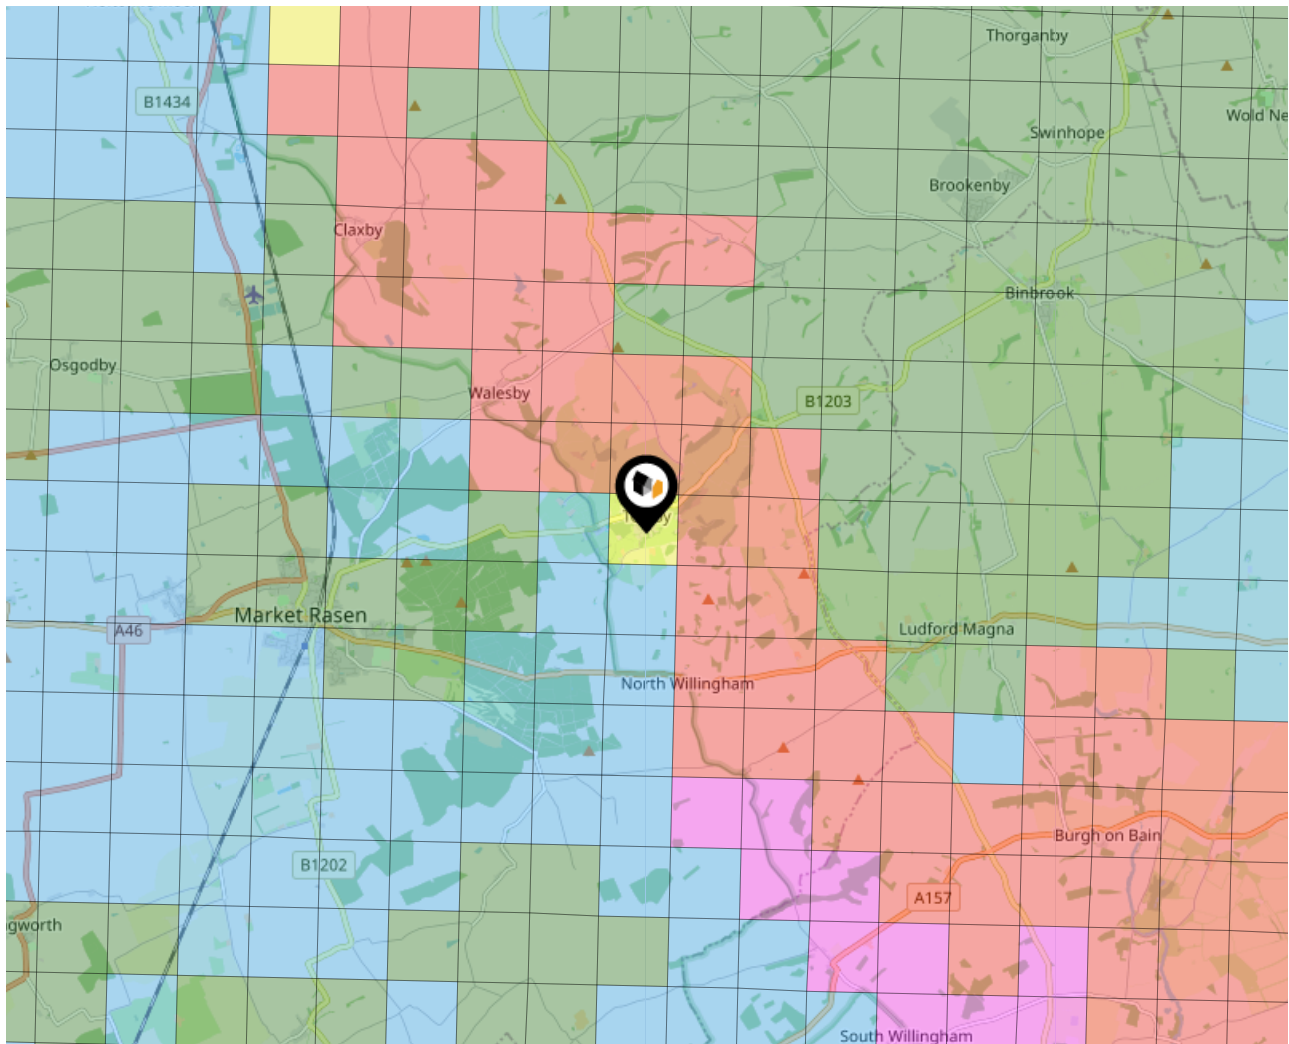 Thorganby
B1434
Wold Ne
Swinhope
Brookenby
Claxby
Binbrook
Osgodby
Walesby
B1203
Market Rasen
A46
Ludford Magna
North Willingham
Burgh on Bain
B1202
A157
gworth
South Willingham